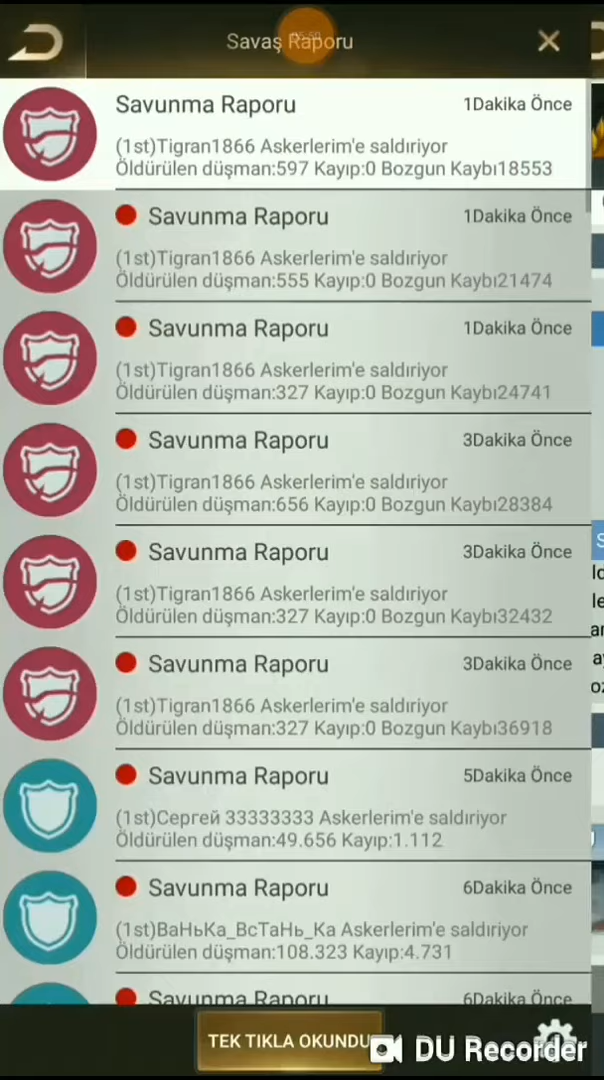 Savaş Raporu
Savunma Raporu 1Dakika Önce
(1st)Tigran1866 Askerlerim'e saldırıyor
Öldürülen düşman:597 Kayıp:0 Bozgun Kaybı18553
Savunma Raporu 1Dakika Önce
(1st)Tigran1866 Askerlerim'e saldırıyor
Öldürülen düşman:555 Kayıp:0 Bozgun Kaybı21474
Savunma Raporu 1Dakika Önce
(1st)Tigran1866 Askerlerim'e saldırıyor
Öldürülen düşman:327 Kayıp:0 Bozgun Kaybı24741
Savunma Raporu 3Dakika Önce
(1st)Tigran1866 Askerlerim'e saldırıyor
Öldürülen düşman:656 Kayıp:0 Bozgun Kaybı28384
Savunma Raporu 3Dakika Önce
(1st)Tigran1866 Askerlerim'e saldırıyor
Öldürülen düşman:327 Kayıp:0 Bozgun Kaybı32432
Savunma Raporu 3Dakika Önce
(1st)Tigran1866 Askerlerim'e saldırıyor
Öldürülen düşman:327 Kayıp:0 Bozgun Kaybı36918
Savunma Raporu 5Dakika Önce
(1st)Сергей 33333333 Askerlerim'e saldırıyor
Öldürülen düşman:49.656 Kayıp:1.112
Savunma Raporu 6Dakika Önce
(1st)ВаНьКа_ВсТаНь_Ка Askerlerim'e saldırıyor
Öldürülen düşman:108.323 Kayıp:4.731
Savunma Raporu 6Dakika Önce
TEK TIKLA OKUNDU
DU Recorder